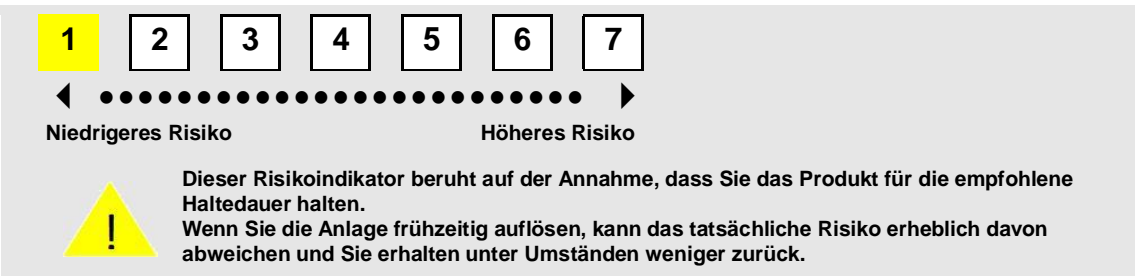 1 2 3 4 5 6 7
Niedrigeres Risiko Höheres Risiko
Dieser Risikoindikator beruht auf der Annahme, dass Sie das Produkt für die empfohlene
Haltedauer halten.
Wenn Sie die Anlage frühzeitig auflösen, kann das tatsächliche Risiko erheblich davon
abweichen und Sie erhalten unter Umständen weniger zurück.
!